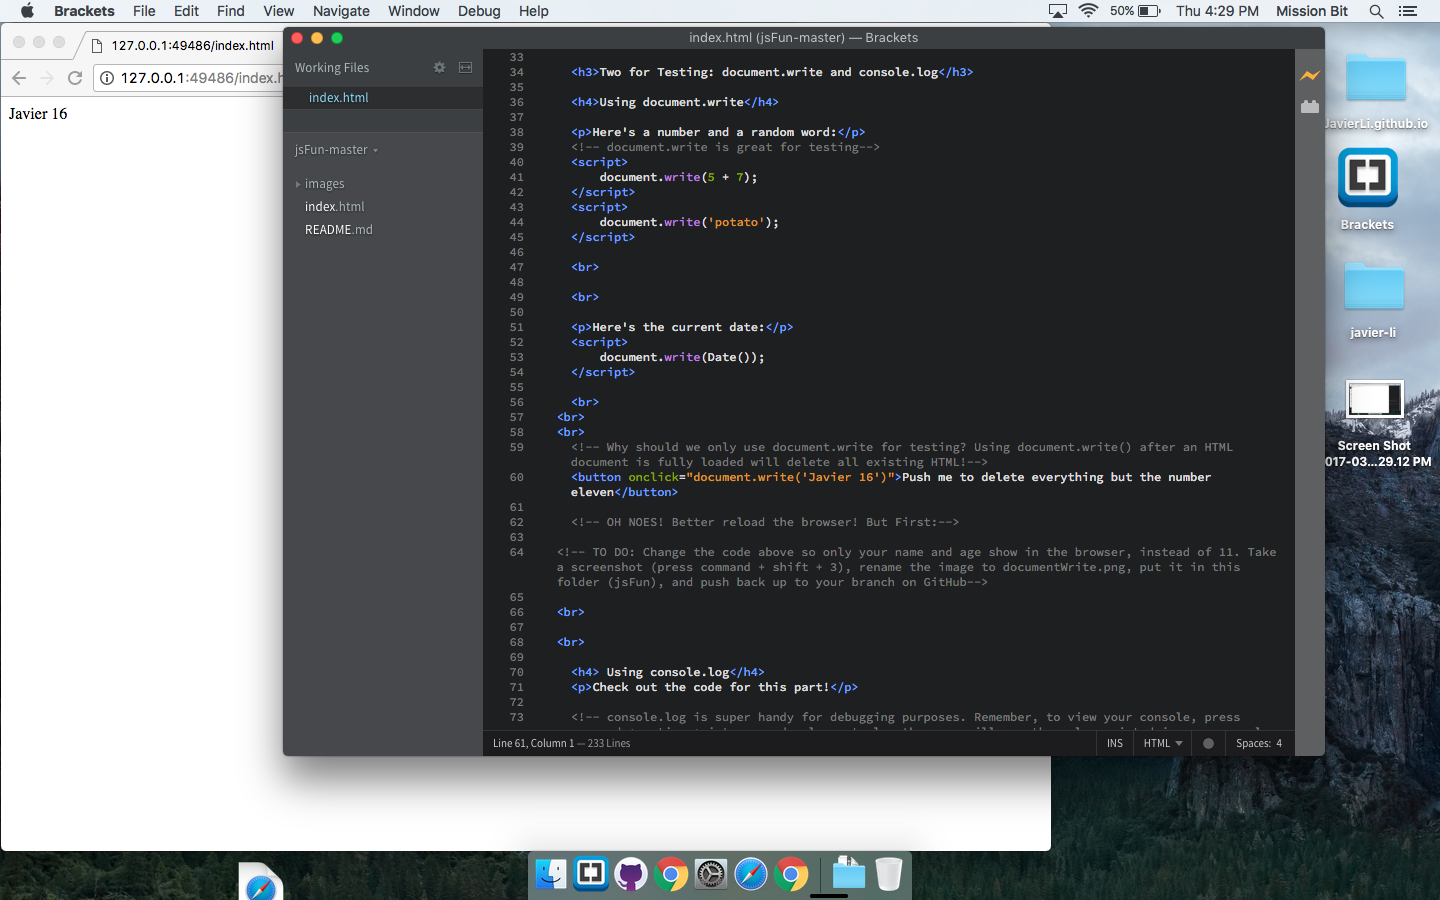 Brackets File Edit Find View Navigate Window Debug Help 50% Thu 4:29 PM Mission Bit
127.0.0.1:49486/index.html
127.0.0.1:49486/index.h
Javier 16
index.html (jsFun-master) — Brackets
Working Files
index.html
jsFun-master
images
index.html
README.md
33
34 <h3>Two for Testing: document.write and console.log</h3>
35
36 <h4>Using document.write</h4>
37
38 <p>Here's a number and a random word:</p>
39 <!-- document.write is great for testing-->
40 <script>
41 document.write(5 + 7);
42 </script>
43 <script>
44 document.write('potato');
45 </script>
46
47 <br>
48
49 <br>
50
51 <p>Here's the current date:</p>
52 <script>
53 document.write(Date());
54 </script>
55
56 <br>
57 <br>
58 <br>
59 <!-- Why should we only use document.write for testing? Using document.write() after an HTML
document is fully loaded will delete all existing HTML!-->
60 <button onclick="document.write('Javier 16')">Push me to delete everything but the number
eleven</button>
61
62 <!-- OH NOES! Better reload the browser! But First:-->
63
64 <!-- TO DO: Change the code above so only your name and age show in the browser, instead of 11. Take
a screenshot (press command + shift + 3), rename the image to documentWrite.png, put it in this
folder (jsFun), and push back up to your branch on GitHub-->
65
66 <br>
67
68 <br>
69
70 <h4> Using console.log</h4>
71 <p>Check out the code for this part!</p>
72
73 <!-- console.log is super handy for debugging purposes. Remember, to view your console, press
Line 61, Column 1 — 233 Lines
INS HTML Spaces: 4
JavierLi.github.io
Brackets
javier-li
Screen Shot
017-03...29.12 PM